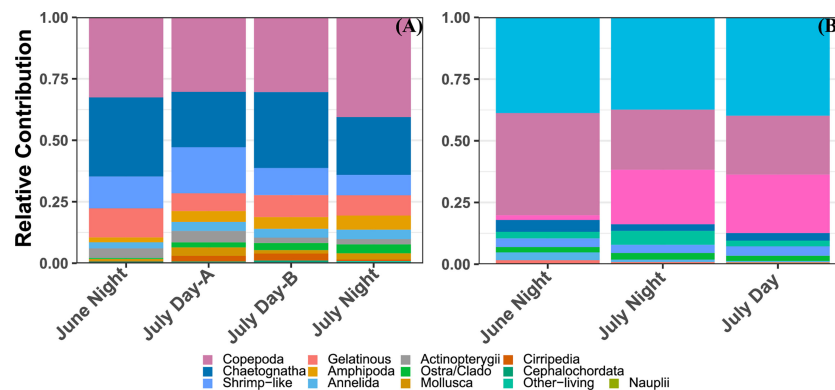 (A)
(B
Relative Contribution
1.00
0.75
0.50
0.25
0.00
June Night
July Day-A
July Day-B
July Night
1.00
0.75
0.50
0.25
0.00
June Night
July Night
July Day
Copepoda Gelatinous Actinopterygii Cirripedia
Chaetognatha Amphipoda Ostra/Clado Cephalochordata
Shrimp-like Annelida Mollusca Other-living Nauplii